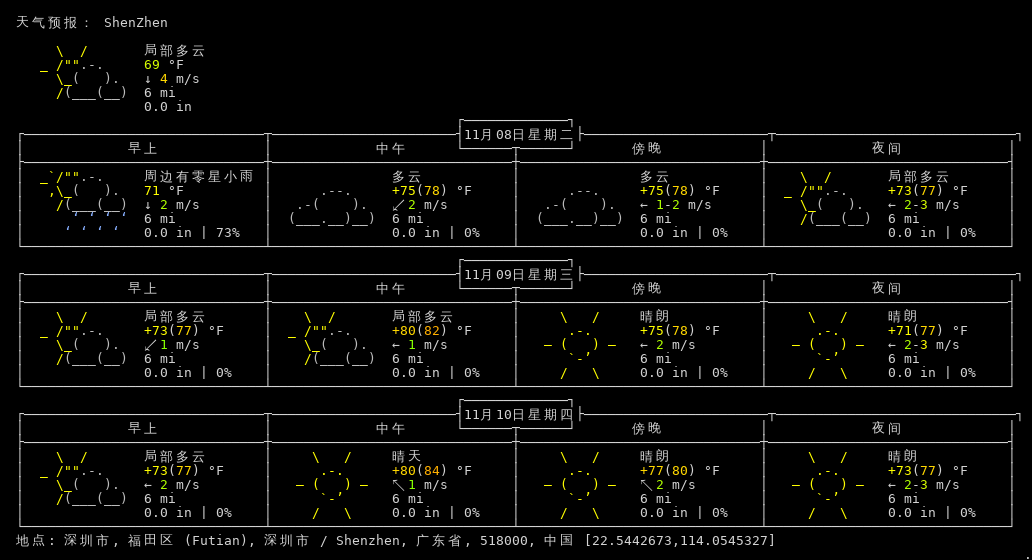 天气预报： ShenZhen
局部多云
69 °F
↓ 4 m/s
6 mi
0.0 in
11月08日星期二
早上 中午 傍晚 夜间
周边有零星小雨 多云 多云 局部多云
71 °F +75(78) °F +75(78) °F +73(77) °F
↓ 2 m/s ↙ 2 m/s ← 1-2 m/s ← 2-3 m/s
6 mi 6 mi 6 mi 6 mi
0.0 in | 73% 0.0 in | 0% 0.0 in | 0% 0.0 in | 0%
11月09日星期三
早上 中午 傍晚 夜间
局部多云 局部多云 晴朗 晴朗
+73(77) °F +80(82) °F +75(78) °F +71(77) °F
↙ 1 m/s ← 1 m/s ← 2 m/s ← 2-3 m/s
6 mi 6 mi 6 mi 6 mi
0.0 in | 0% 0.0 in | 0% 0.0 in | 0% 0.0 in | 0%
11月10日星期四
早上 中午 傍晚 夜间
局部多云 晴天 晴朗 晴朗
+73(77) °F +80(84) °F +77(80) °F +73(77) °F
← 2 m/s ↖ 1 m/s ↖ 2 m/s ← 2-3 m/s
6 mi 6 mi 6 mi 6 mi
0.0 in | 0% 0.0 in | 0% 0.0 in | 0% 0.0 in | 0%
地点: 深圳市, 福田区 (Futian), 深圳市 / Shenzhen, 广东省, 518000, 中国 [22.5442673,114.0545327]